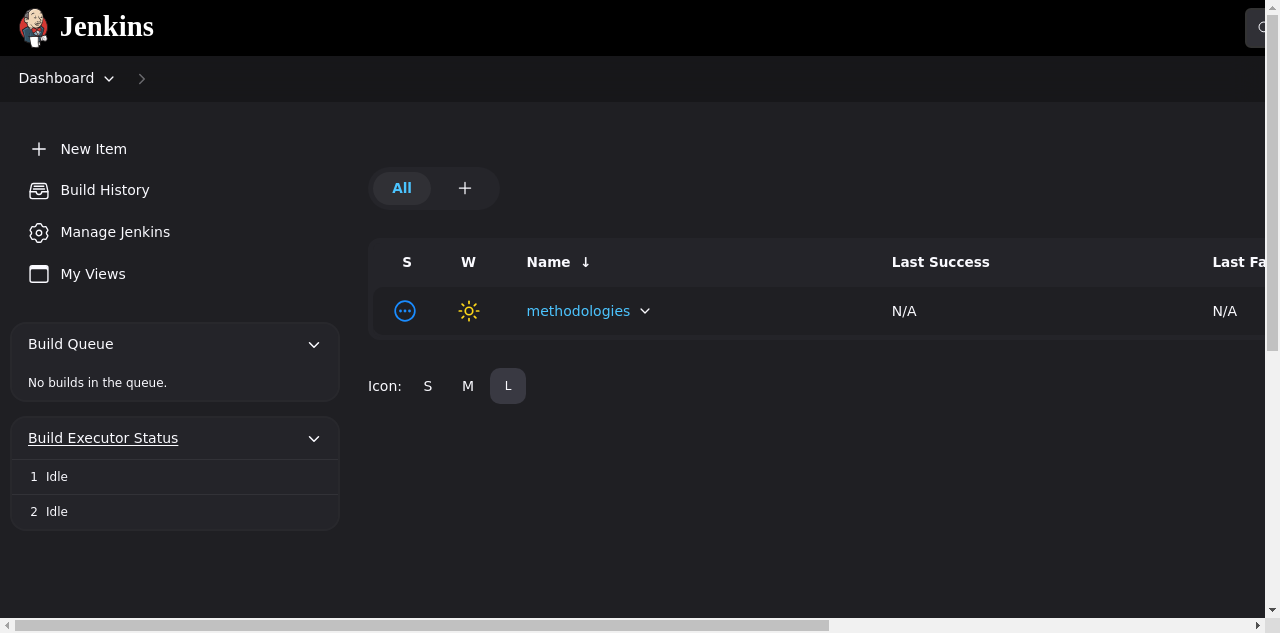 Jenkins
Dashboard
New Item
Build History
Manage Jenkins
My Views
Build Queue
No builds in the queue.
Build Executor Status
1 Idle
2 Idle
All
S W Name ↓ Last Success Last Fa
methodologies N/A N/A
Icon: S M L